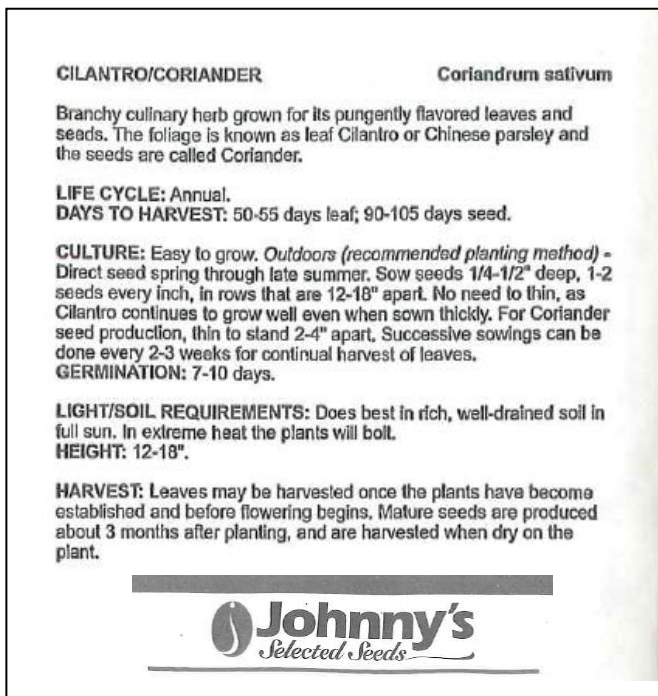 CILANTRO/CORIANDER Coriandrum sativum
Branchy culinary herb grown for its pungently flavored leaves and
seeds. The foliage is known as leaf Cilantro or Chinese parsley and
the seeds are called Coriander.
LIFE CYCLE: Annual.
DAYS TO HARVEST: 50-55 days leaf; 90-105 days seed.
CULTURE: Easy to grow. Outdoors (recommended planting method) -
Direct seed spring through late summer. Sow seeds 1/4-1/2" deep, 1-2
seeds every inch, in rows that are 12-18" apart. No need to thin, as
Cilantro continues to grow well even when sown thickly. For Coriander
seed production, thin to stand 2-4" apart. Successive sowings can be
done every 2-3 weeks for continual harvest of leaves.
GERMINATION: 7-10 days.
LIGHT/SOIL REQUIREMENTS: Does best in rich, well-drained soil in
full sun. In extreme heat the plants will bolt.
HEIGHT: 12-18".
HARVEST: Leaves may be harvested once the plants have become
established and before flowering begins. Mature seeds are produced
about 3 months after planting, and are harvested when dry on the
plant.
Johnny's
Selected Seeds